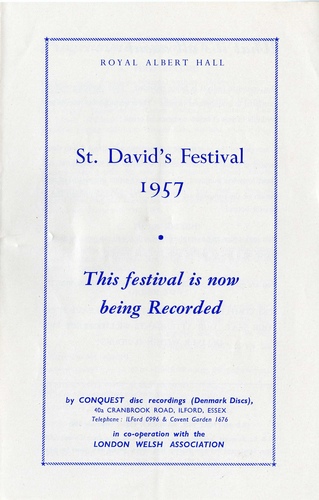 ROYAL ALBERT HALL
St. David's Festival
1957
This festival is now
being Recorded
by CONQUEST disc recordings (Denmark Discs),
40a CRANBROOK ROAD, ILFORD, ESSEX
Telephone: ILFord 0996 & Covent Garden 1676
in co-operation with the
LONDON WELSH ASSOCIATION